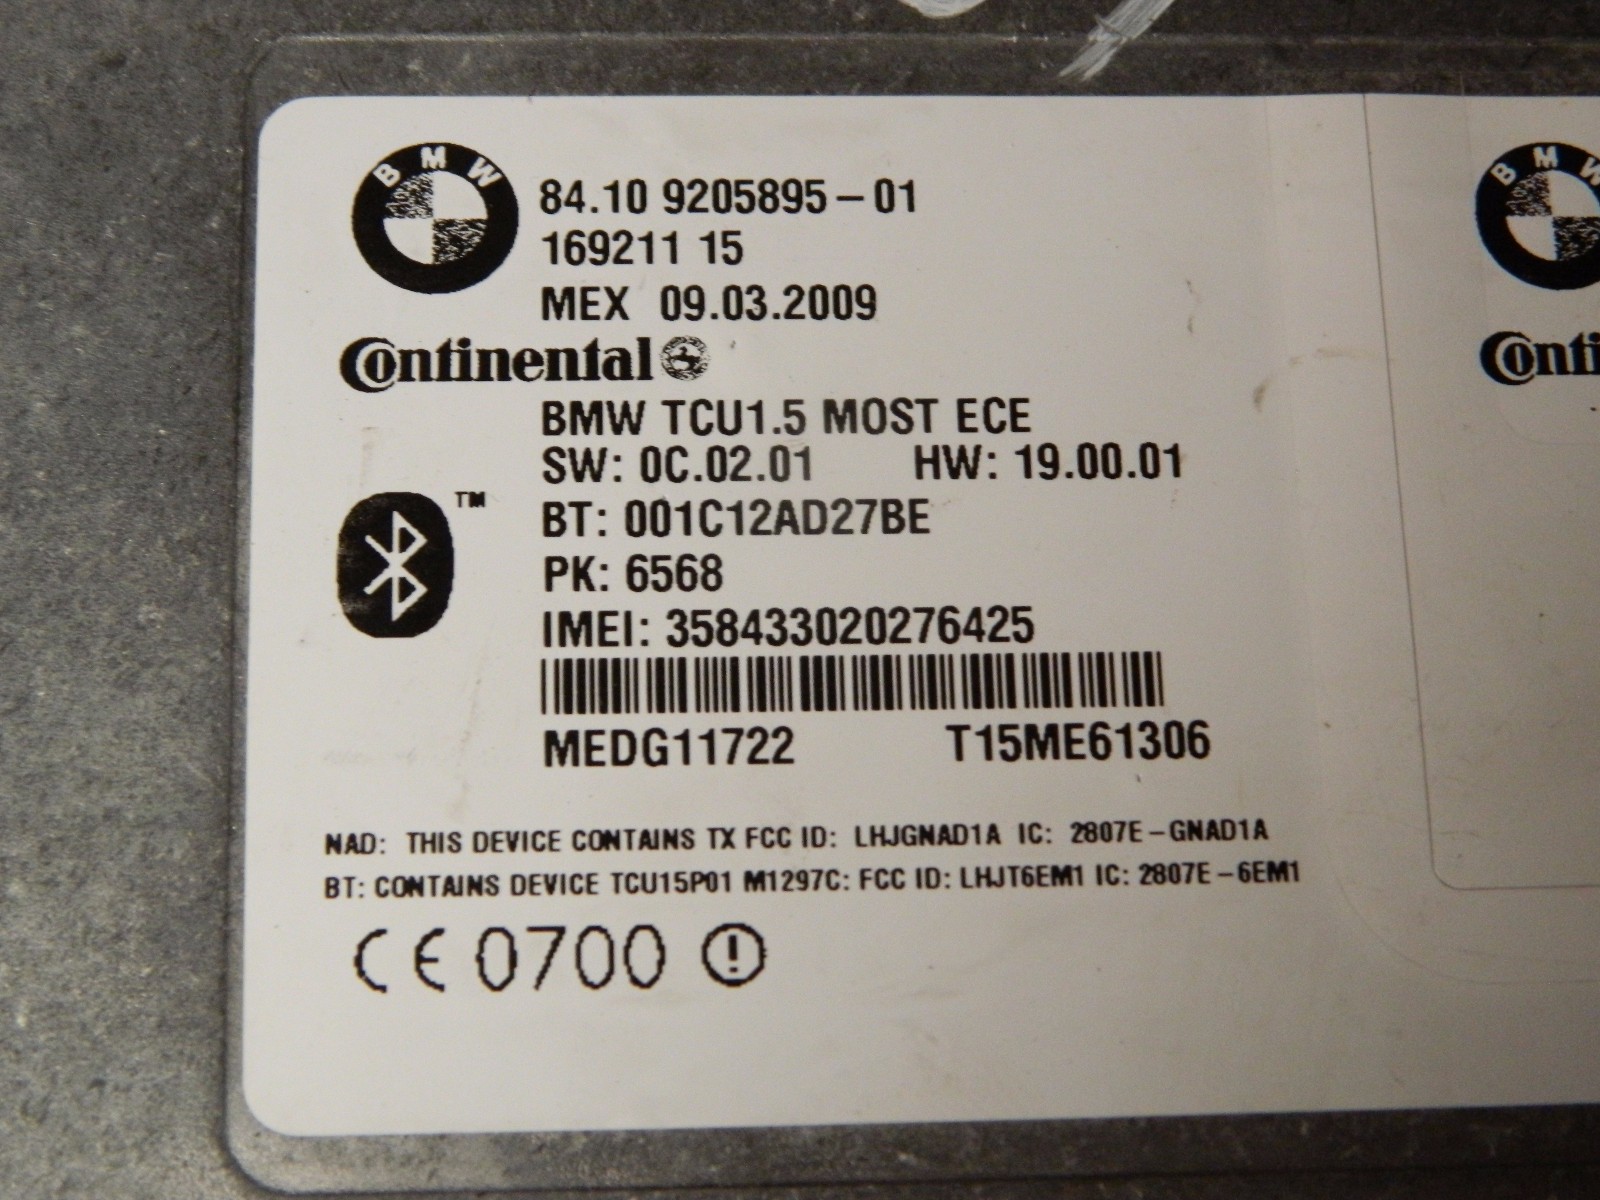 BMW
84.10 9205895-01
169211 15
MEX 09.03.2009
Continental
BMW TCU1.5 MOST ECE
SW: 0C.02.01 HW: 19.00.01
TM
BT: 001C12AD27BE
PK: 6568
IMEI: 358433020276425
MEDG11722 T15ME61306
NAD: THIS DEVICE CONTAINS TX FCC ID: LHJGNAD1A IC: 2807E-GNAD1A
BT: CONTAINS DEVICE TCU15P01 M1297C: FCC ID: LHJT6EM1 IC: 2807E-6EM1
CE 0700 !
BMW
Conti